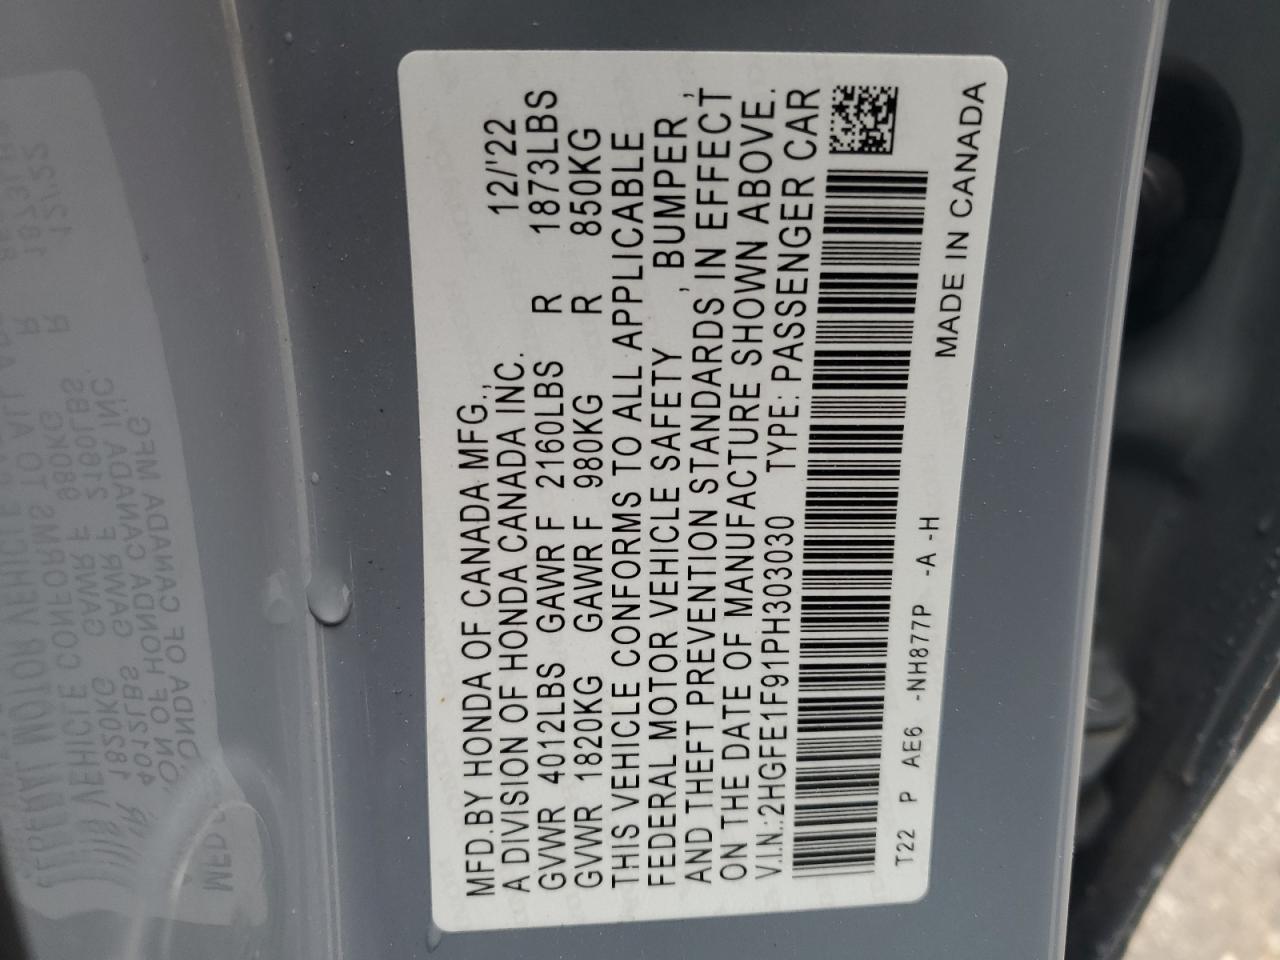 MFD.BY HONDA OF CANADA MFG.,
A DIVISION OF HONDA CANADA INC. 12/'22
GVWR 4012LBS GAWR F 2160LBS R 1873LBS
GVWR 1820KG GAWR F 980KG R 850KG
THIS VEHICLE CONFORMS TO ALL APPLICABLE
FEDERAL MOTOR VEHICLE SAFETY , BUMPER ,
AND THEFT PREVENTION STANDARDS IN EFFECT
ON THE DATE OF MANUFACTURE SHOWN ABOVE.
V.I.N.:2HGFE1F91PH303030 TYPE: PASSENGER CAR
T22 P AE6 -NH877P -A -H
MADE IN CANADA